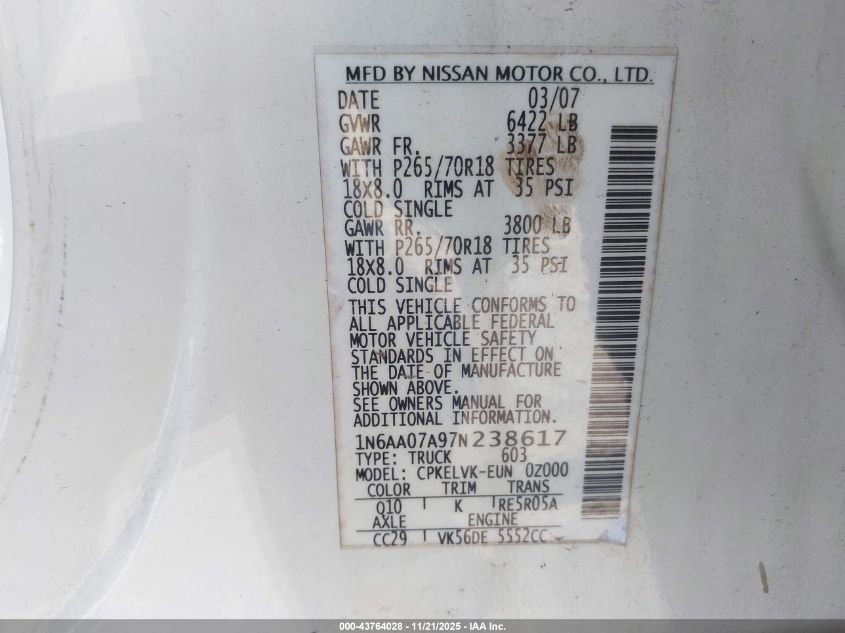 MFD BY NISSAN MOTOR CO., LTD.
DATE 03/07
GVWR 6422 LB
GAWR FR. 3377 LB
WITH P265/70R18 TIRES
18X8.0 RIMS AT 35 PSI
COLD SINGLE
GAWR RR. 3800 LB
WITH P265/70R18 TIRES
18X8.0 RIMS AT 35 PSI
COLD SINGLE
THIS VEHICLE CONFORMS TO
ALL APPLICABLE FEDERAL
MOTOR VEHICLE SAFETY
STANDARDS IN EFFECT ON
THE DATE OF MANUFACTURE
SHOWN ABOVE.
SEE OWNERS MANUAL FOR
ADDITIONAL INFORMATION.
1N6AA07A97N238617
TYPE: TRUCK 603
MODEL: CPKELVK-EUN 0Z000
COLOR TRIM TRANS
Q10 K RE5R05A
AXLE ENGINE
CC29 VK56DE 5552CC
000-43764028 - 11/21/2025 - IAA Inc.